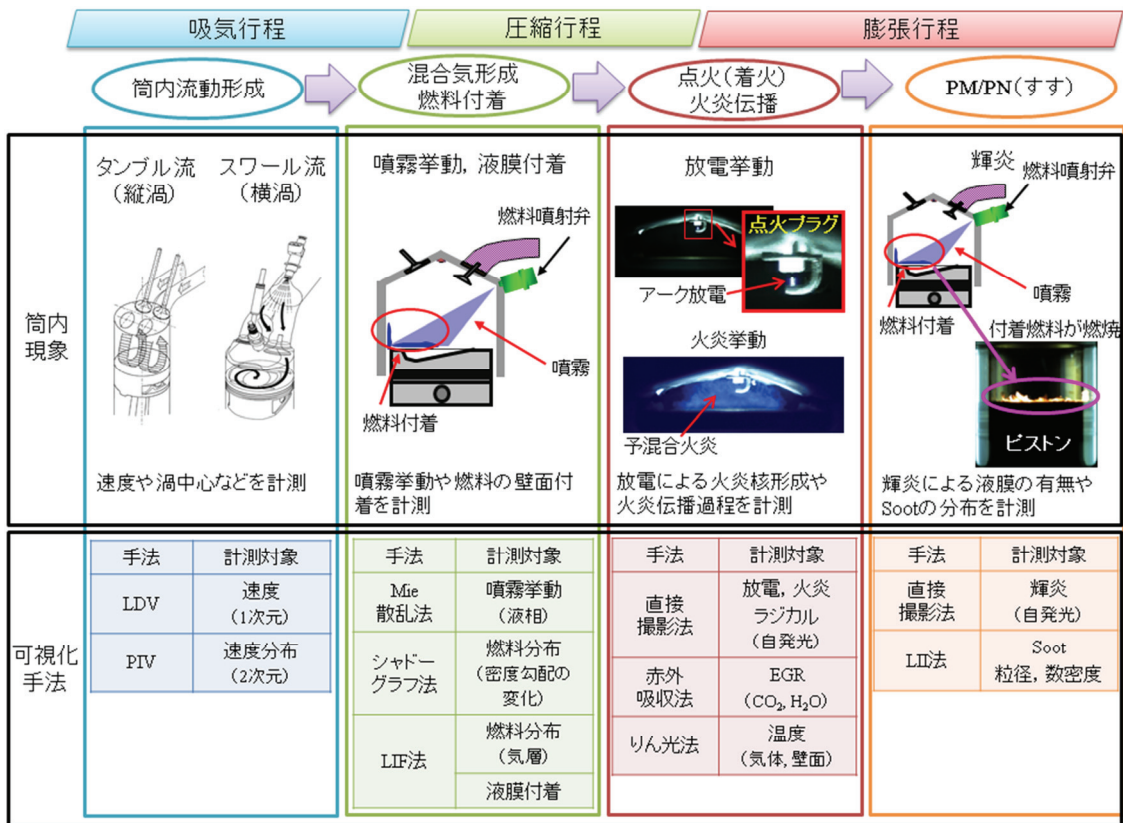 吸気行程
圧縮行程
膨張行程
筒内流動形成
混合気形成
燃料付着
点火(着火)
火炎伝播
PM/PN(すす)
筒内
現象
タンブル流
(縦渦)
スワール流
(横渦)
速度や渦中心などを計測
噴霧挙動, 液膜付着
燃料噴射弁
噴霧
燃料付着
噴霧挙動や燃料の壁面付
着を計測
放電挙動
点火プラグ
アーク放電
火炎挙動
予混合火炎
放電による火炎核形成や
火炎伝播過程を計測
輝炎
燃料噴射弁
噴霧
燃料付着
付着燃料が燃焼
ピストン
輝炎による液膜の有無や
Sootの分布を計測
可視化
手法
手法
計測対象
LDV
速度
(1次元)
PIV
速度分布
(2次元)
手法
計測対象
Mie
散乱法
噴霧挙動
(液相)
シャドー
グラフ法
燃料分布
(密度勾配の
変化)
LIF法
燃料分布
(気層)
液膜付着
手法
計測対象
直接
撮影法
放電, 火炎
ラジカル
(自発光)
赤外
吸収法
EGR
(CO₂, H₂O)
りん光法
温度
(気体, 壁面)
手法
計測対象
直接
撮影法
輝炎
(自発光)
LII法
Soot
粒径, 数密度